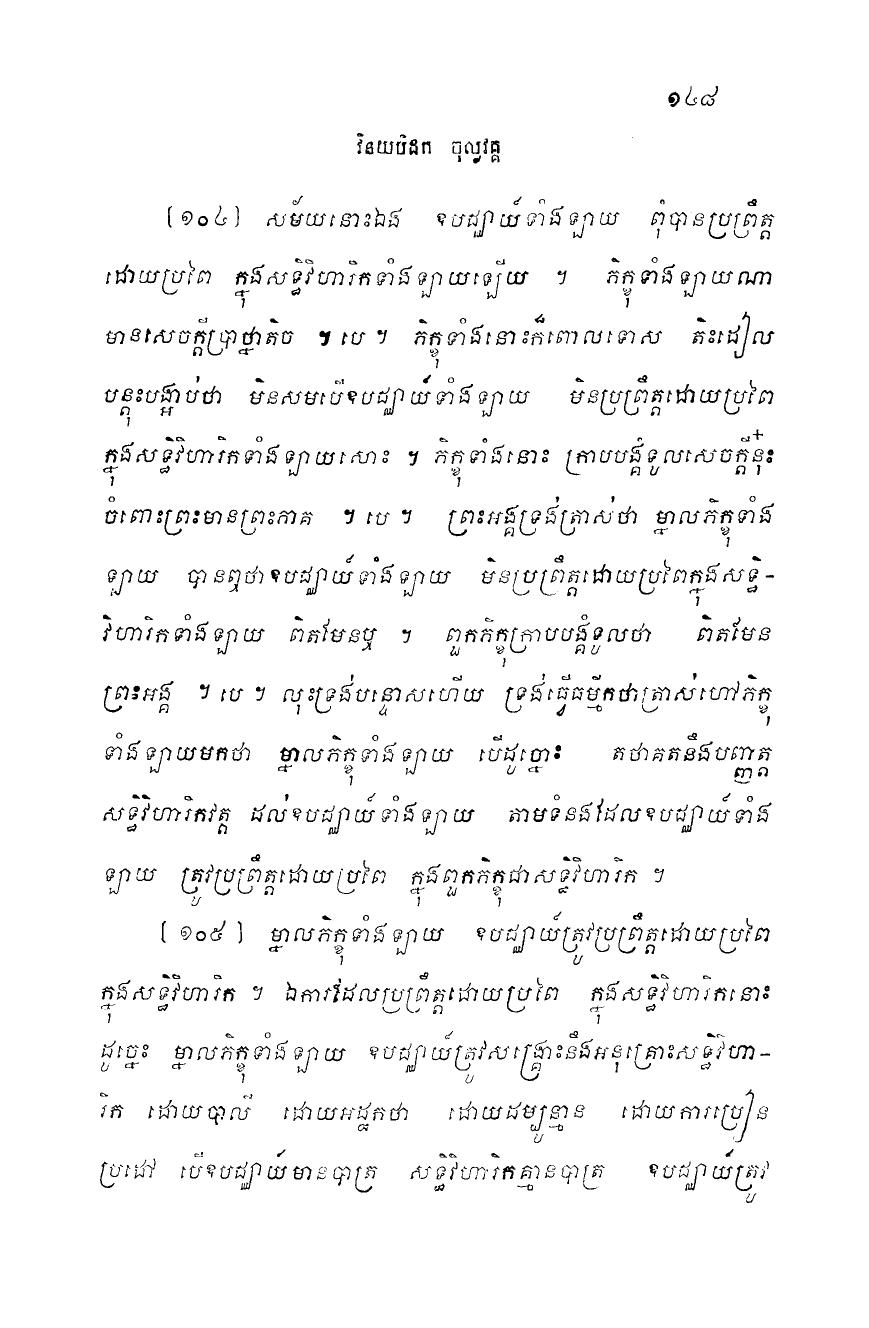 ១៤៨
វិនយបិដក ចុល្លវគ្គ
[១០៤] សម័យនោះឯង ឧបជ្ឈាយ៍ទាំងឡាយ ពុំបានប្រព្រឹត្ត
ដោយប្រពៃ ក្នុងសទ្ធិវិហារិកទាំងឡាយឡើយ ។ ភិក្ខុទាំងឡាយណា
មានសេចក្តីប្រាថ្នាតិច ។ បេ ។ ភិក្ខុទាំងនោះក៏ពោលទោស តិះដៀល
បន្តុះបង្អាប់ថា មិនសមបើឧបជ្ឈាយ៍ទាំងឡាយ មិនប្រព្រឹត្តដោយប្រពៃ
ក្នុងសទ្ធិវិហារិកទាំងឡាយសោះ ។ ភិក្ខុទាំងនោះ ក្រាបបង្គំទូលសេចក្តីនុ៎ះ
ចំពោះព្រះមានព្រះភាគ ។ បេ ។ ព្រះអង្គទ្រង់ត្រាស់ថា ម្នាលភិក្ខុទាំង
ឡាយ បានឮថាឧបជ្ឈាយ៍ទាំងឡាយ មិនប្រព្រឹត្តដោយប្រពៃក្នុងសទ្ធិ-
វិហារិកទាំងឡាយ ពិតមែនឬ ។ ពួកភិក្ខុក្រាបបង្គំទូលថា ពិតមែន
ព្រះអង្គ ។ បេ ។ លុះទ្រង់បន្ទោសហើយ ទ្រង់ធ្វើធម្មីកថាត្រាស់ហៅភិក្ខុ
ទាំងឡាយមកថា ម្នាលភិក្ខុទាំងឡាយ បើដូច្នោះ តថាគតនឹងបញ្ញត្ត
សទ្ធិវិហារិកវត្ត ដល់ឧបជ្ឈាយ៍ទាំងឡាយ តាមទំនងដែលឧបជ្ឈាយ៍ទាំង
ឡាយ ត្រូវប្រព្រឹត្តដោយប្រពៃ ក្នុងពួកភិក្ខុជាសទ្ធិវិហារិក ។
[១០៥] ម្នាលភិក្ខុទាំងឡាយ ឧបជ្ឈាយ៍ត្រូវប្រព្រឹត្តដោយប្រពៃ
ក្នុងសទ្ធិវិហារិក ។ ឯការដែលប្រព្រឹត្តដោយប្រពៃ ក្នុងសទ្ធិវិហារិកនោះ
ដូច្នេះ ម្នាលភិក្ខុទាំងឡាយ ឧបជ្ឈាយ៍ត្រូវសង្គ្រោះនឹងអនុគ្រោះសទ្ធិវិហា-
រិក ដោយបាលី ដោយអដ្ឋកថា ដោយដម្បូន្មាន ដោយការប្រៀន
ប្រដៅ បើឧបជ្ឈាយ៍មានបាត្រ សទ្ធិវិហារិកគ្មានបាត្រ ឧបជ្ឈាយ៍ត្រូវ